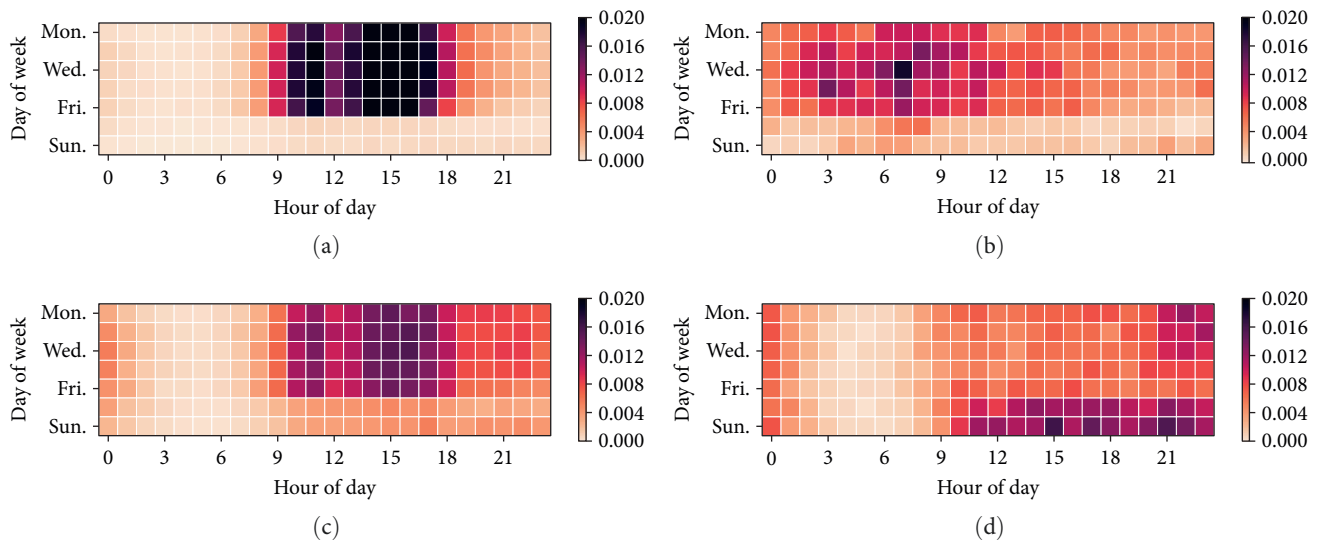 Day of week
Mon.
Wed.
Fri.
Sun.
0 3 6 9 12 15 18 21
Hour of day
0.020
0.016
0.012
0.008
0.004
0.000
(a)
Day of week
Mon.
Wed.
Fri.
Sun.
0 3 6 9 12 15 18 21
Hour of day
0.020
0.016
0.012
0.008
0.004
0.000
(b)
Day of week
Mon.
Wed.
Fri.
Sun.
0 3 6 9 12 15 18 21
Hour of day
0.020
0.016
0.012
0.008
0.004
0.000
(c)
Day of week
Mon.
Wed.
Fri.
Sun.
0 3 6 9 12 15 18 21
Hour of day
0.020
0.016
0.012
0.008
0.004
0.000
(d)